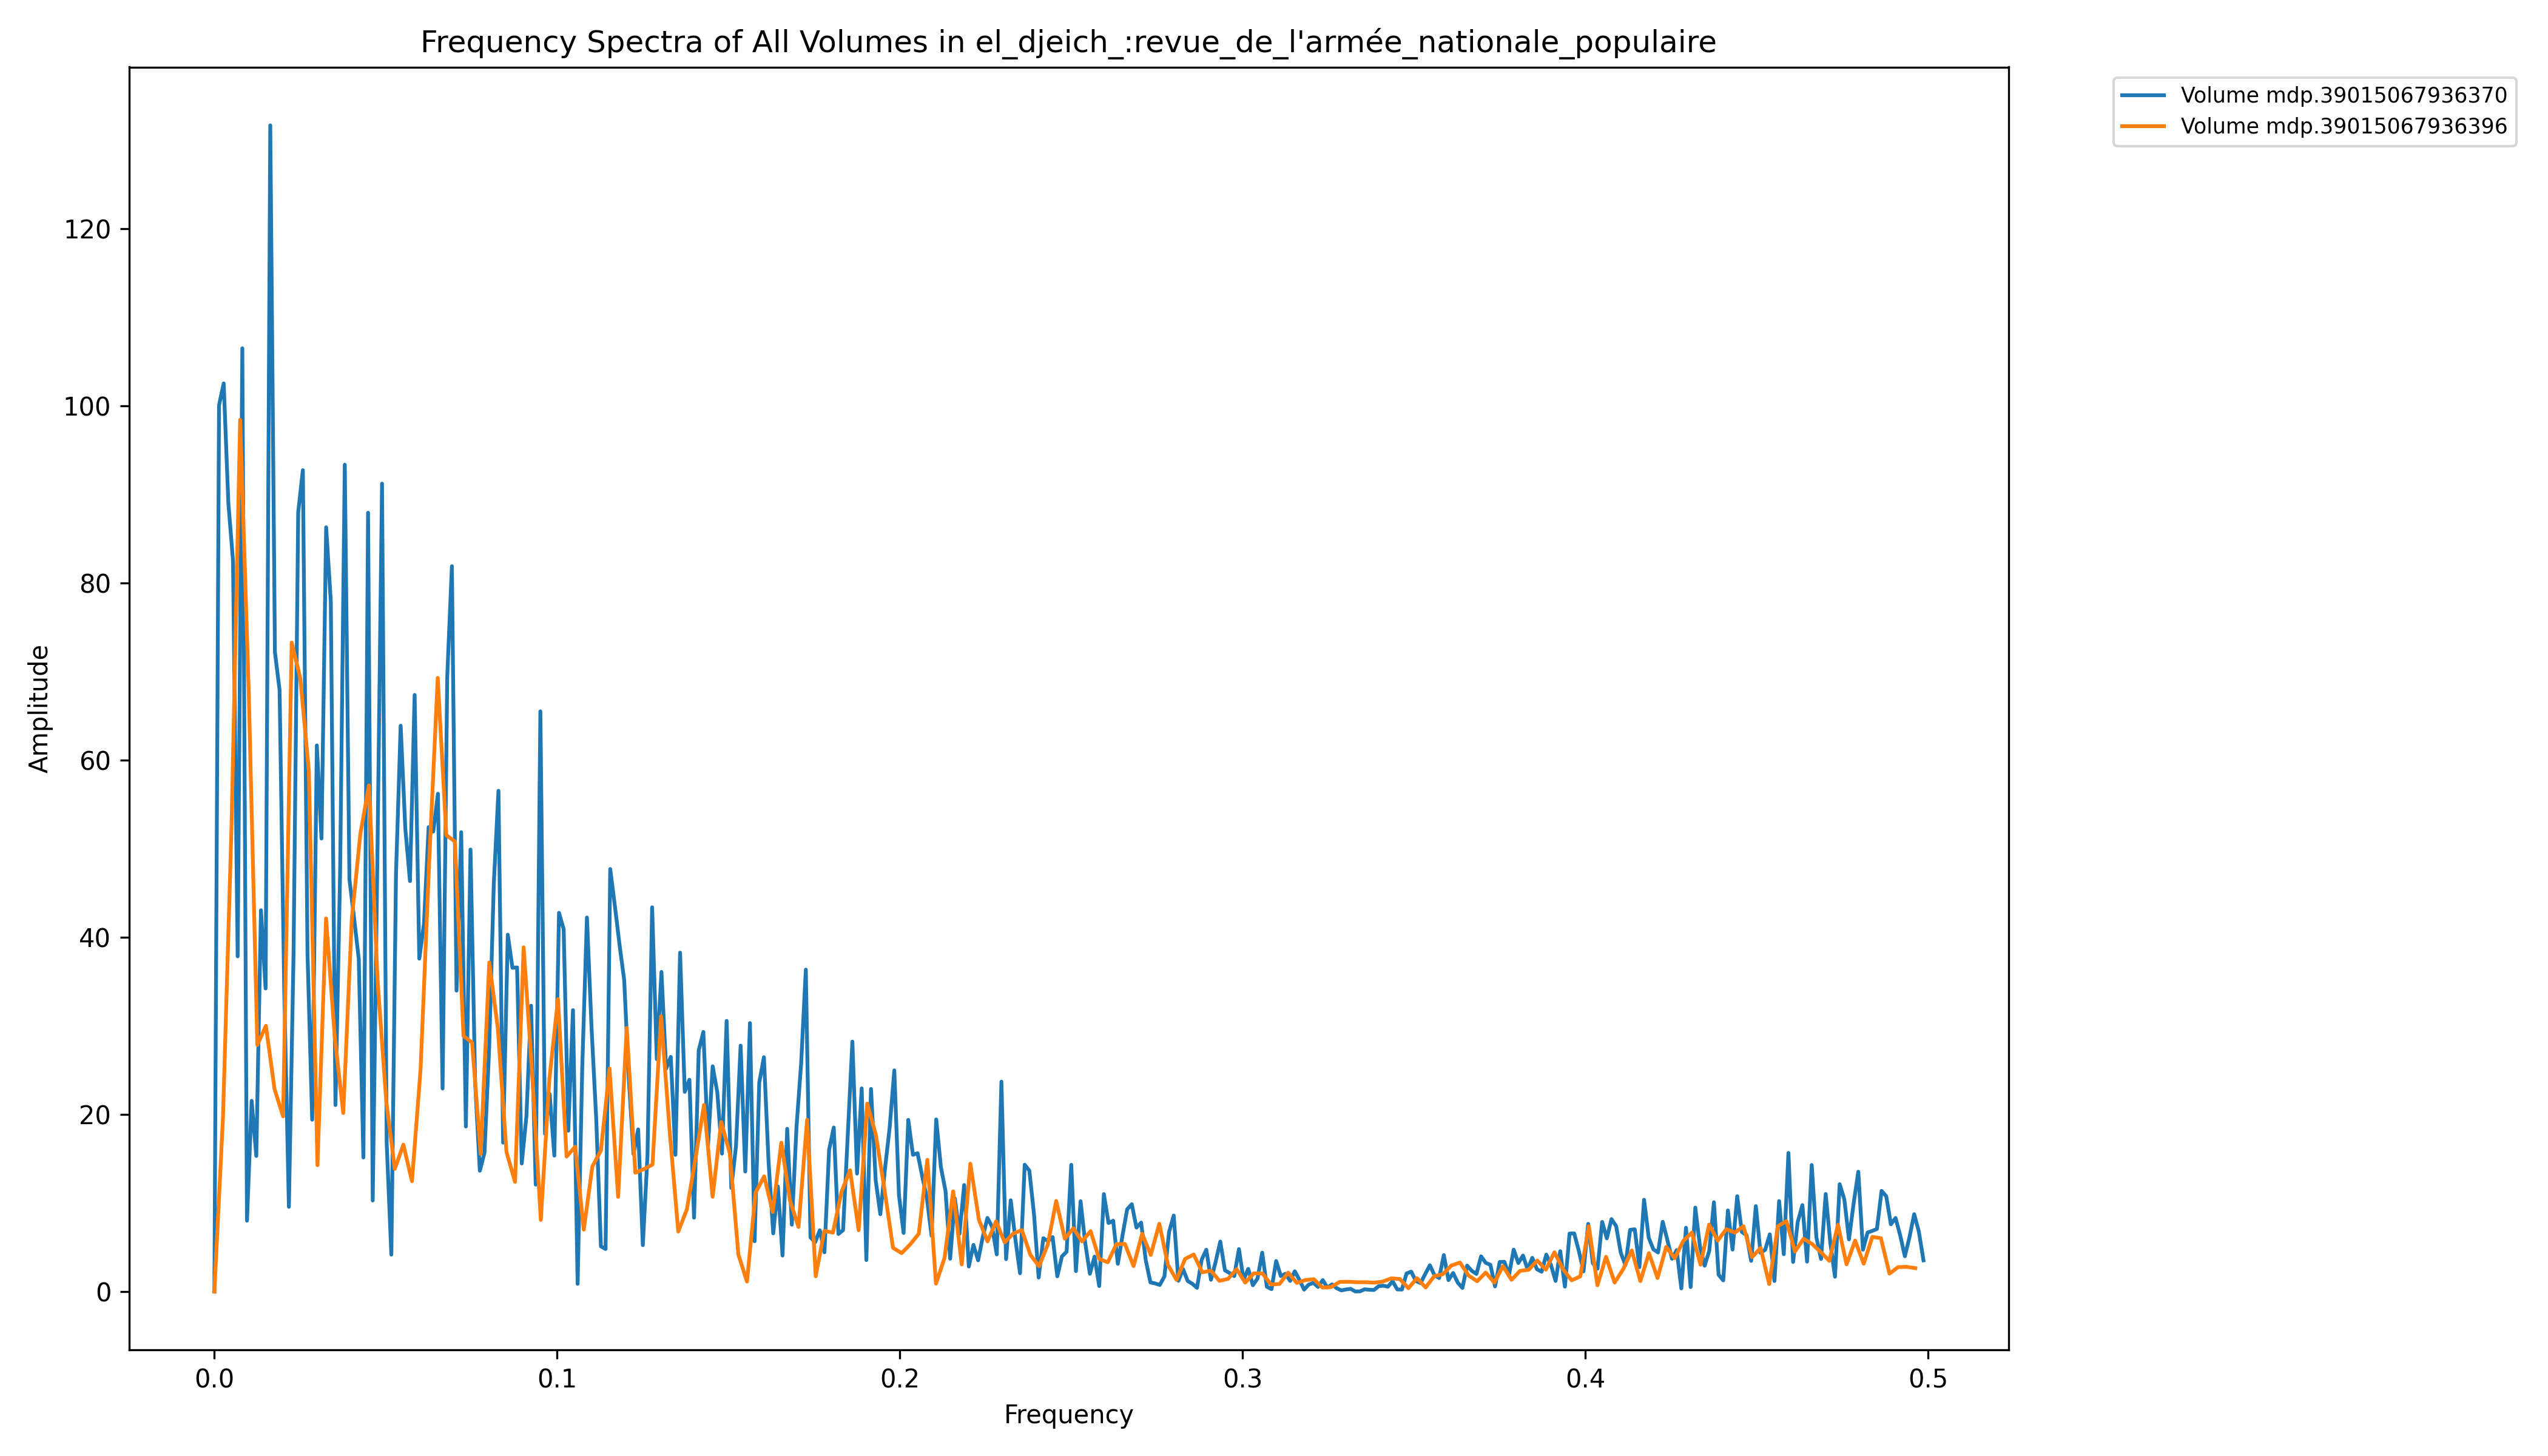 Frequency Spectra of All Volumes in el_djeich_:revue_de_l'armée_nationale_populaire
Volume mdp.39015067936370
Volume mdp.39015067936396
Amplitude
120
100
80
60
40
20
0
0.0 0.1 0.2 0.3 0.4 0.5
Frequency